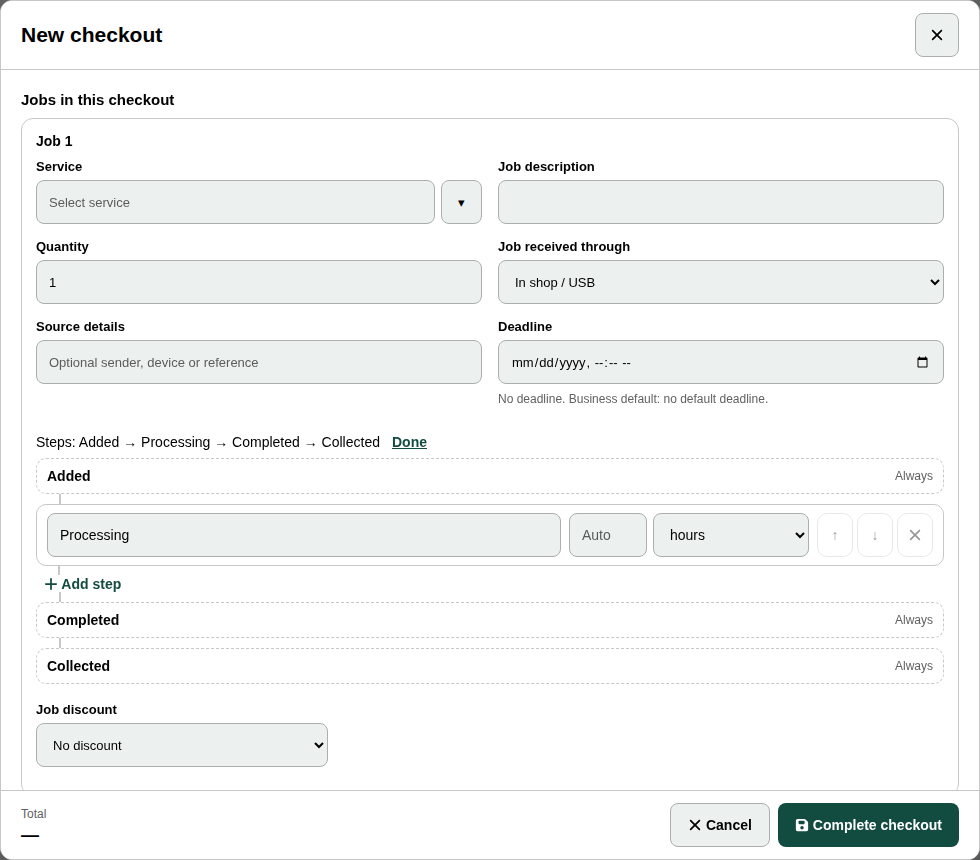 New checkout
Jobs in this checkout
Job 1
Service
Job description
Select service
Quantity
Job received through
1
In shop / USB
Source details
Deadline
Optional sender, device or reference
mm/dd/yyyy, --:-- --
No deadline. Business default: no default deadline.
Steps: Added → Processing → Completed → Collected Done
Added Always
Processing Auto hours ↑ ↓
+ Add step
Completed Always
Collected Always
Job discount
No discount
Total
—
Cancel
Complete checkout